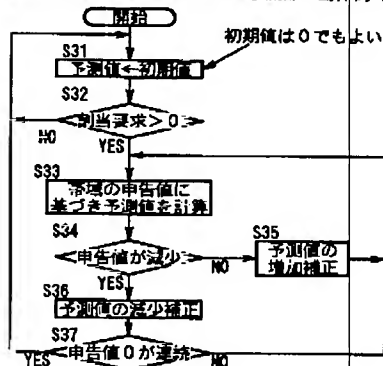 開始
初期値は0でもよい
S31
予測値←初期値
S32
割当要求>0
NO
YES
S33
帯域の申告値に
基づき予測値を計算
S34
申告値が減少
NO
YES
S35
予測値の
増加補正
S36
予測値の減少補正
S37
申告値0が連続
YES
NO